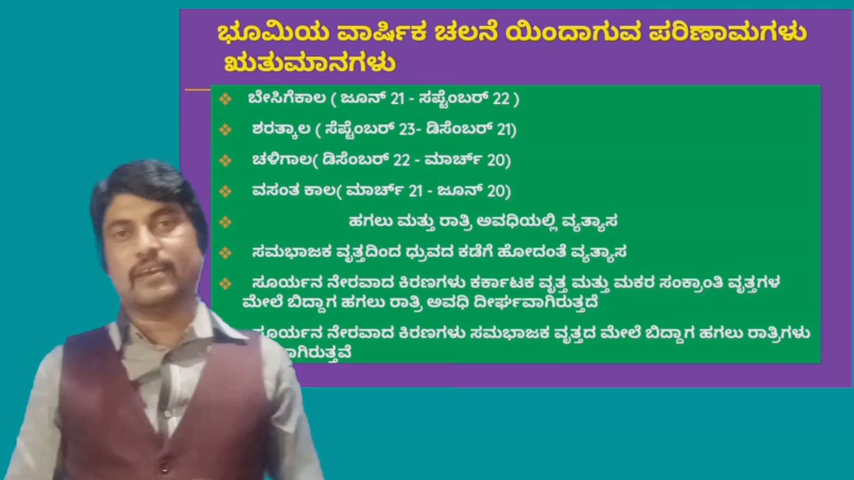 ಭೂಮಿಯ ವಾರ್ಷಿಕ ಚಲನೆ ಯಿಂದಾಗುವ ಪರಿಣಾಮಗಳು
ಋತುಮಾನಗಳು
ಬೇಸಿಗೆಕಾಲ ( ಜೂನ್ 21 - ಸಪ್ಟೆಂಬರ್ 22 )
ಶರತ್ಕಾಲ ( ಸೆಪ್ಟೆಂಬರ್ 23- ಡಿಸೆಂಬರ್ 21)
ಚಳಿಗಾಲ( ಡಿಸೆಂಬರ್ 22 - ಮಾರ್ಚ್ 20)
ವಸಂತ ಕಾಲ( ಮಾರ್ಚ್ 21 - ಜೂನ್ 20)
ಹಗಲು ಮತ್ತು ರಾತ್ರಿ ಅವಧಿಯಲ್ಲಿ ವ್ಯತ್ಯಾಸ
ಸಮಭಾಜಕ ವೃತ್ತದಿಂದ ಧ್ರುವದ ಕಡೆಗೆ ಹೋದಂತೆ ವ್ಯತ್ಯಾಸ
ಸೂರ್ಯನ ನೇರವಾದ ಕಿರಣಗಳು ಕರ್ಕಾಟಕ ವೃತ್ತ ಮತ್ತು ಮಕರ ಸಂಕ್ರಾಂತಿ ವೃತ್ತಗಳ
ಮೇಲೆ ಬಿದ್ದಾಗ ಹಗಲು ರಾತ್ರಿ ಅವಧಿ ದೀರ್ಘವಾಗಿರುತ್ತದೆ
ಸೂರ್ಯನ ನೇರವಾದ ಕಿರಣಗಳು ಸಮಭಾಜಕ ವೃತ್ತದ ಮೇಲೆ ಬಿದ್ದಾಗ ಹಗಲು ರಾತ್ರಿಗಳು